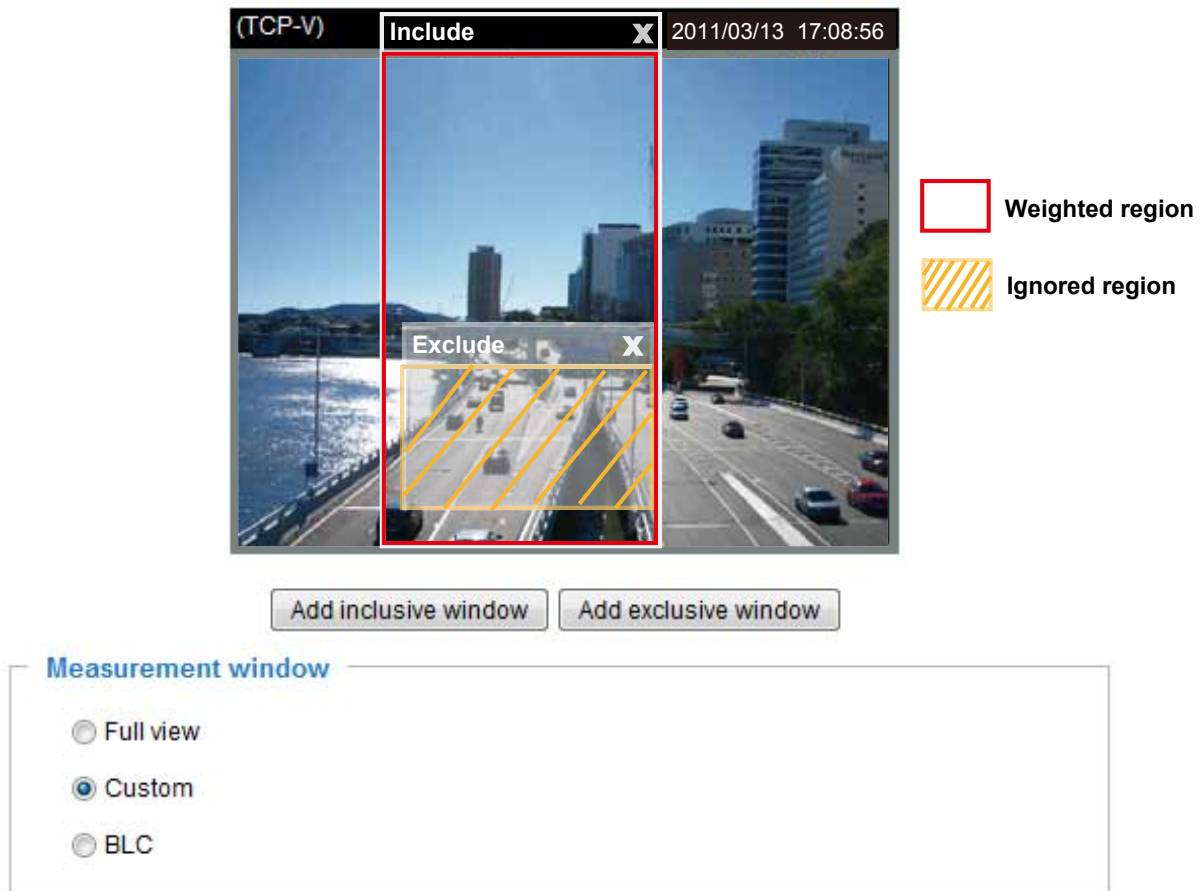 (TCP-V) Include X 2011/03/13 17:08:56
Weighted region
Ignored region
Exclude X
Add inclusive window Add exclusive window
Measurement window
Full view
Custom
BLC